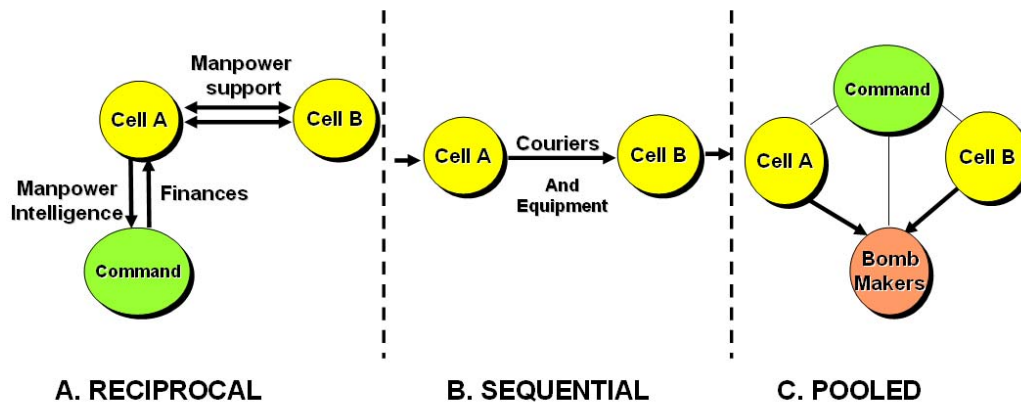 Manpower
support
Cell A
Cell B
Manpower
Intelligence
Finances
Command
A. RECIPROCAL
Cell A
Couriers
And
Equipment
Cell B
B. SEQUENTIAL
Command
Cell A
Cell B
Bomb
Makers
C. POOLED